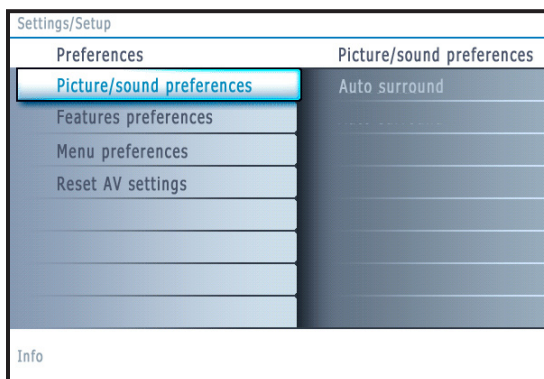 Settings/Setup
Preferences
Picture/sound preferences
Picture/sound preferences
Auto surround
Features preferences
Menu preferences
Reset AV settings
Info